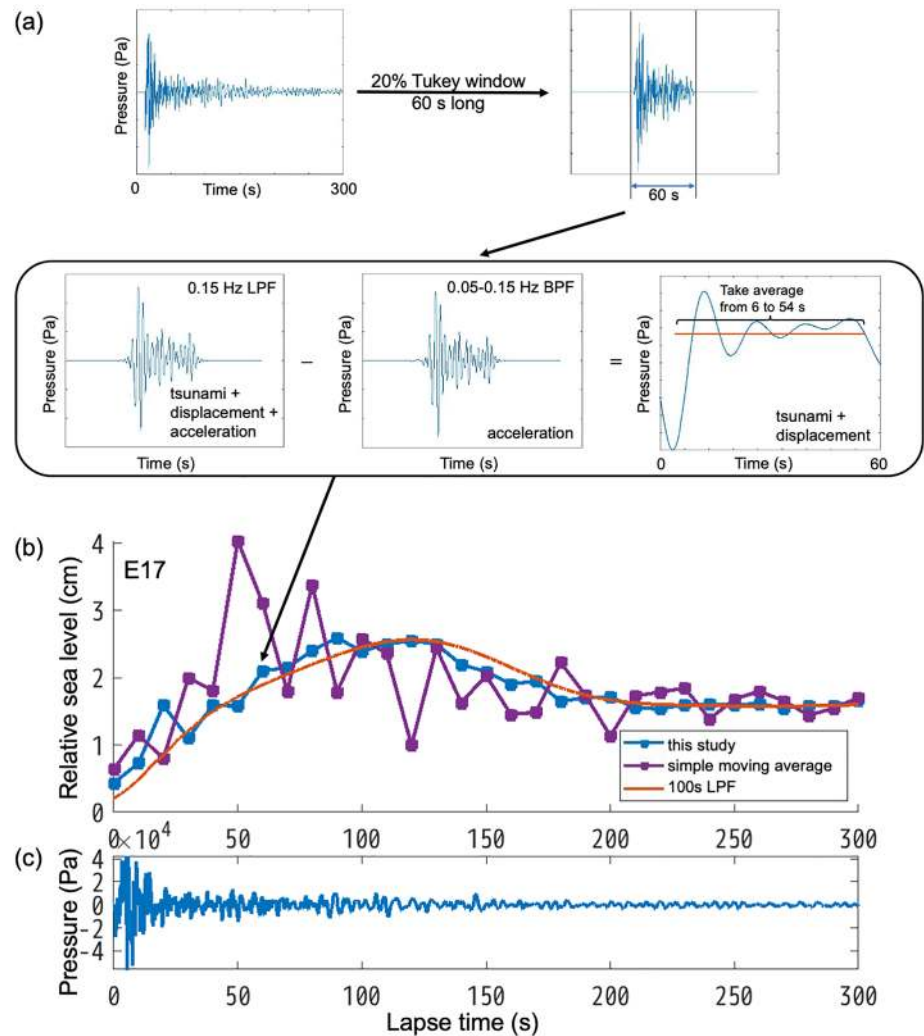 (a)
Pressure (Pa)
0
Time (s)
300
20% Tukey window
60 s long
Pressure (Pa)
60 s
Pressure (Pa)
0.15 Hz LPF
tsunami +
displacement +
acceleration
Time (s)
–
Pressure (Pa)
0.05-0.15 Hz BPF
acceleration
Time (s)
=
Pressure (Pa)
Take average
from 6 to 54 s
tsunami +
displacement
0
Time (s)
60
(b)
E17
Relative sea level (cm)
4
3
2
1
0
this study
simple moving average
100s LPF
0 50 100 150 200 250 300
(c)
×10⁴
Pressure (Pa)
4
2
0
-2
-4
0 50 100 150 200 250 300
Lapse time (s)